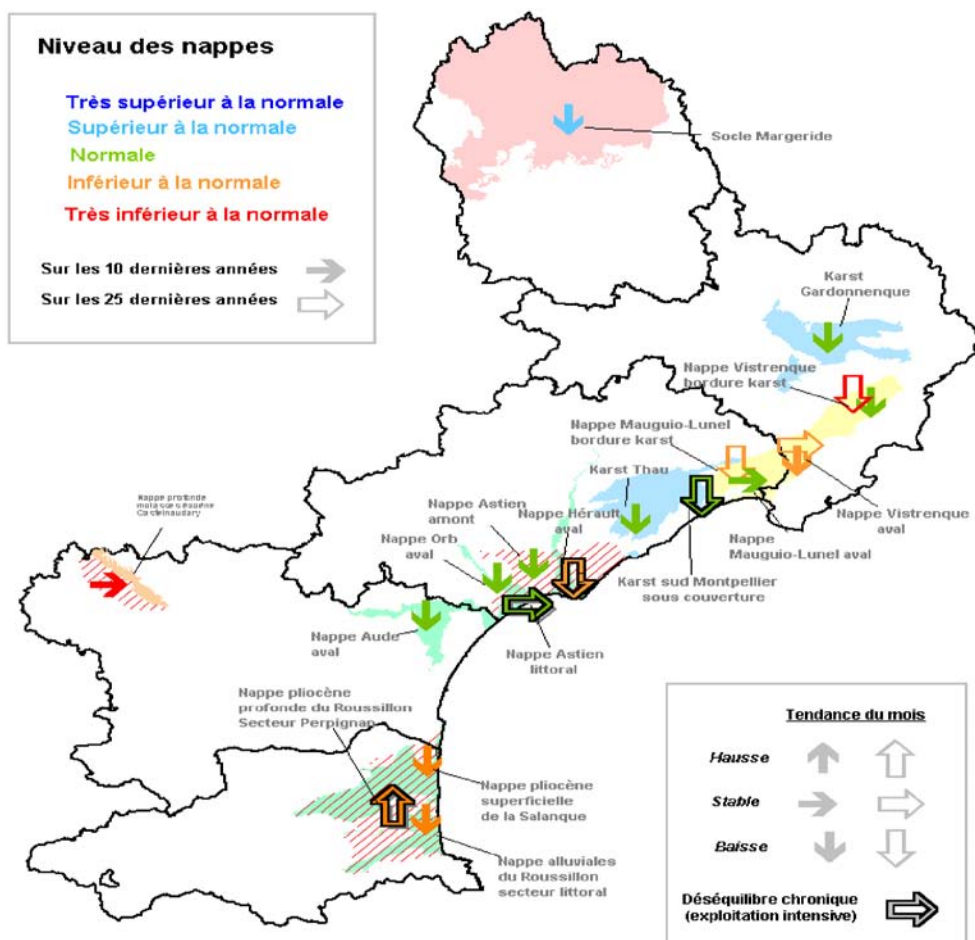 Niveau des nappes
Très supérieur à la normale
Supérieur à la normale
Normale
Inférieur à la normale
Très inférieur à la normale
Sur les 10 dernières années
Sur les 25 dernières années
Socle Margeride
Karst
Gardonnenque
Nappe Vistrenque
bordure karst
Nappe Mauguio-Lunel
bordure karst
Karst Thau
Nappe Astien
amont
Nappe Hérault
aval
Nappe Orb
aval
Nappe Vistrenque
aval
Nappe
Mauguio-Lunel aval
Karst sud Montpellier
sous couverture
Nappe profonde
Castelnaudary
Nappe Aude
aval
Nappe Astien
littoral
Nappe pliocène
profonde du Roussillon
Secteur Perpignan
Nappe pliocène
superficielle
de la Salanque
Nappe alluviales
du Roussillon
secteur littoral
Tendance du mois
Hausse
Stable
Baisse
Déséquilibre chronique
(exploitation intensive)